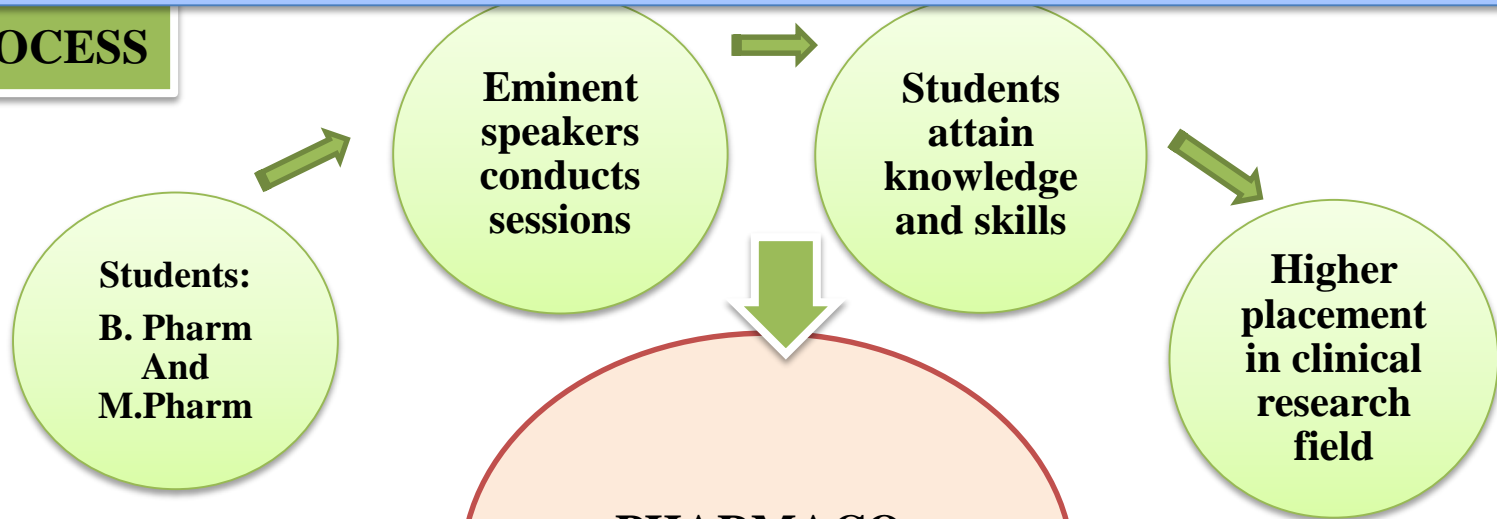 OCESS
Eminent
speakers
conducts
sessions
Students
attain
knowledge
and skills
Students:
B. Pharm
And
M.Pharm
Higher
placement
in clinical
research
field
PHARMACO